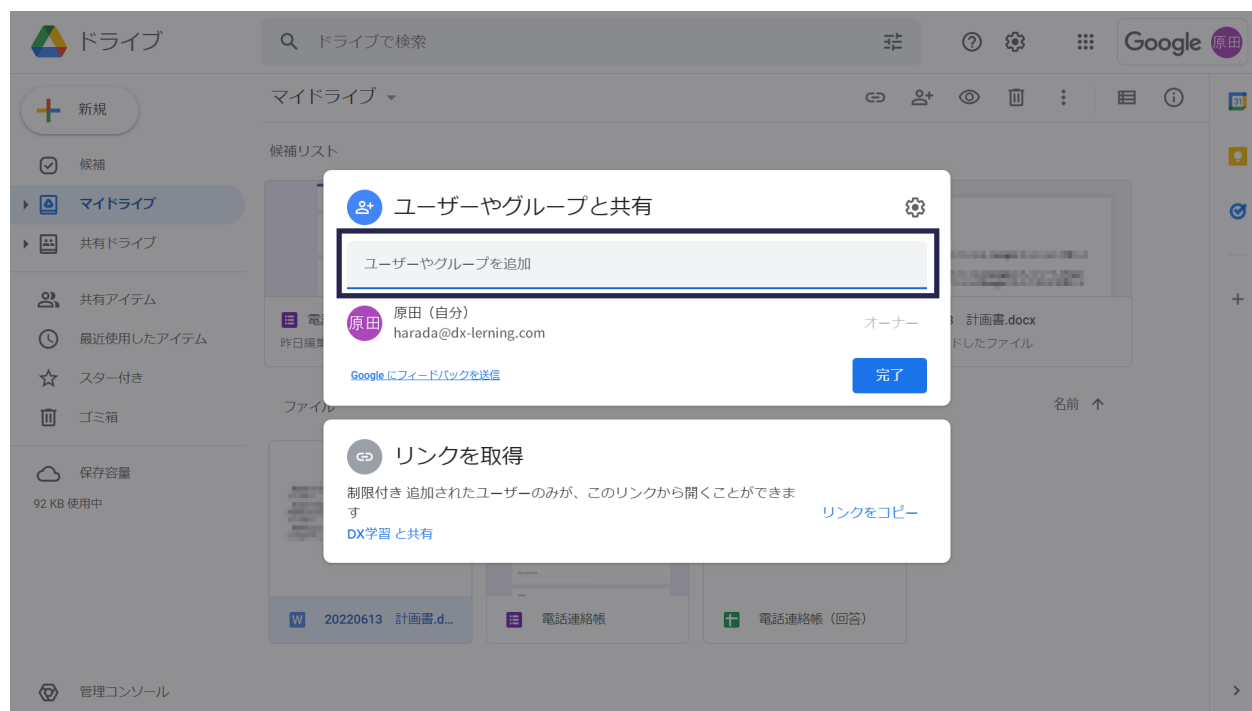 ドライブ
ドライブで検索
Google
原田
新規
マイドライブ
候補
候補リスト
マイドライブ
共有ドライブ
共有アイテム
最近使用したアイテム
スター付き
ゴミ箱
保存容量
92 KB 使用中
管理コンソール
31
ユーザーやグループと共有
ユーザーやグループを追加
原田
原田（自分）
harada@dx-lerning.com
オーナー
Google にフィードバックを送信
完了
電
昨日編集
計画書.docx
ドしたファイル
ファイル
名前
リンクを取得
制限付き 追加されたユーザーのみが、このリンクから開くことができま
す
リンクをコピー
DX学習 と共有
W
20220613 計画書.d...
電話連絡帳
電話連絡帳（回答）